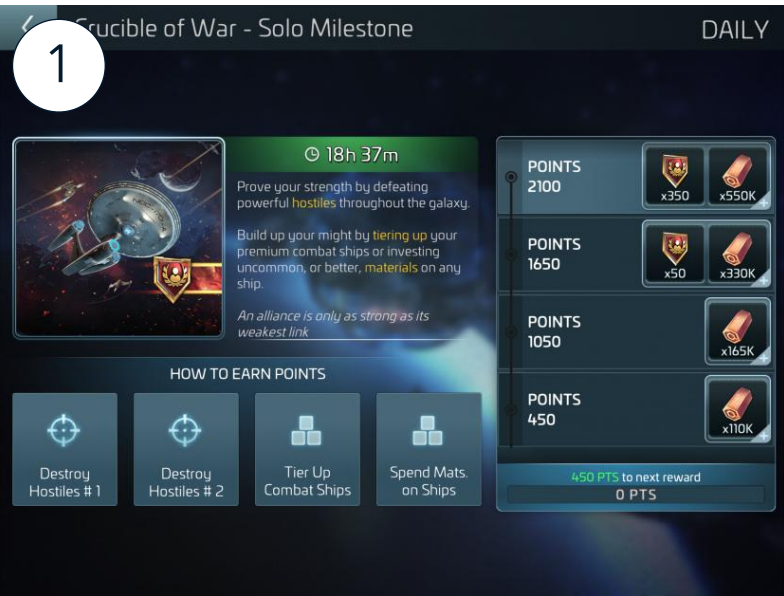 1
Crucible of War - Solo Milestone
DAILY
18h 37m
Prove your strength by defeating
powerful hostiles throughout the galaxy.
Build up your might by tiering up your
premium combat ships or investing
uncommon, or better, materials on any
ship.
An alliance is only as strong as its
weakest link
HOW TO EARN POINTS
Destroy
Hostiles # 1
Destroy
Hostiles # 2
Tier Up
Combat Ships
Spend Mats.
on Ships
POINTS
2100
x350
x550K
POINTS
1650
x50
x330K
POINTS
1050
x165K
POINTS
450
x110K
450 PTS to next reward
0 PTS